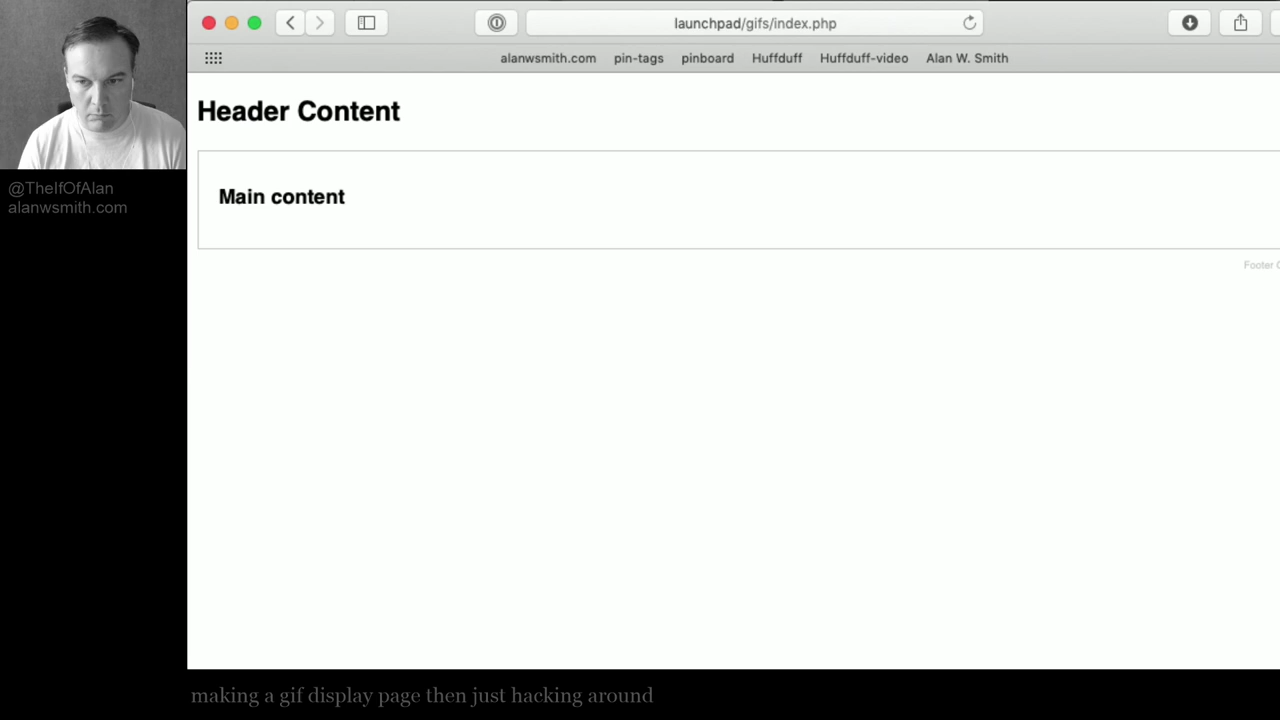 launchpad/gifs/index.php
alanwsmith.com pin-tags pinboard Huffduff Huffduff-video Alan W. Smith
Header Content
Main content
@TheIfOfAlan
alanwsmith.com
Footer
making a gif display page then just hacking around